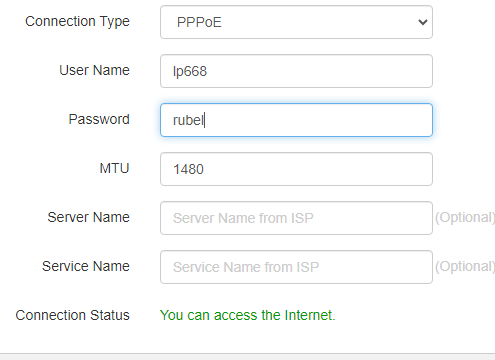 Connection Type PPPoE
User Name lp668
Password rubel
MTU 1480
Server Name Server Name from ISP (Optional)
Service Name Service Name from ISP (Optional)
Connection Status You can access the Internet.